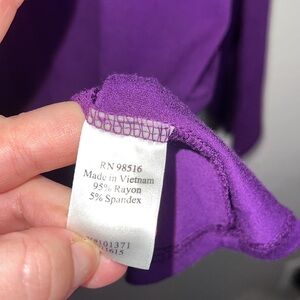 RN 98516
Made in Vietnam
95% Rayon
5% Spandex